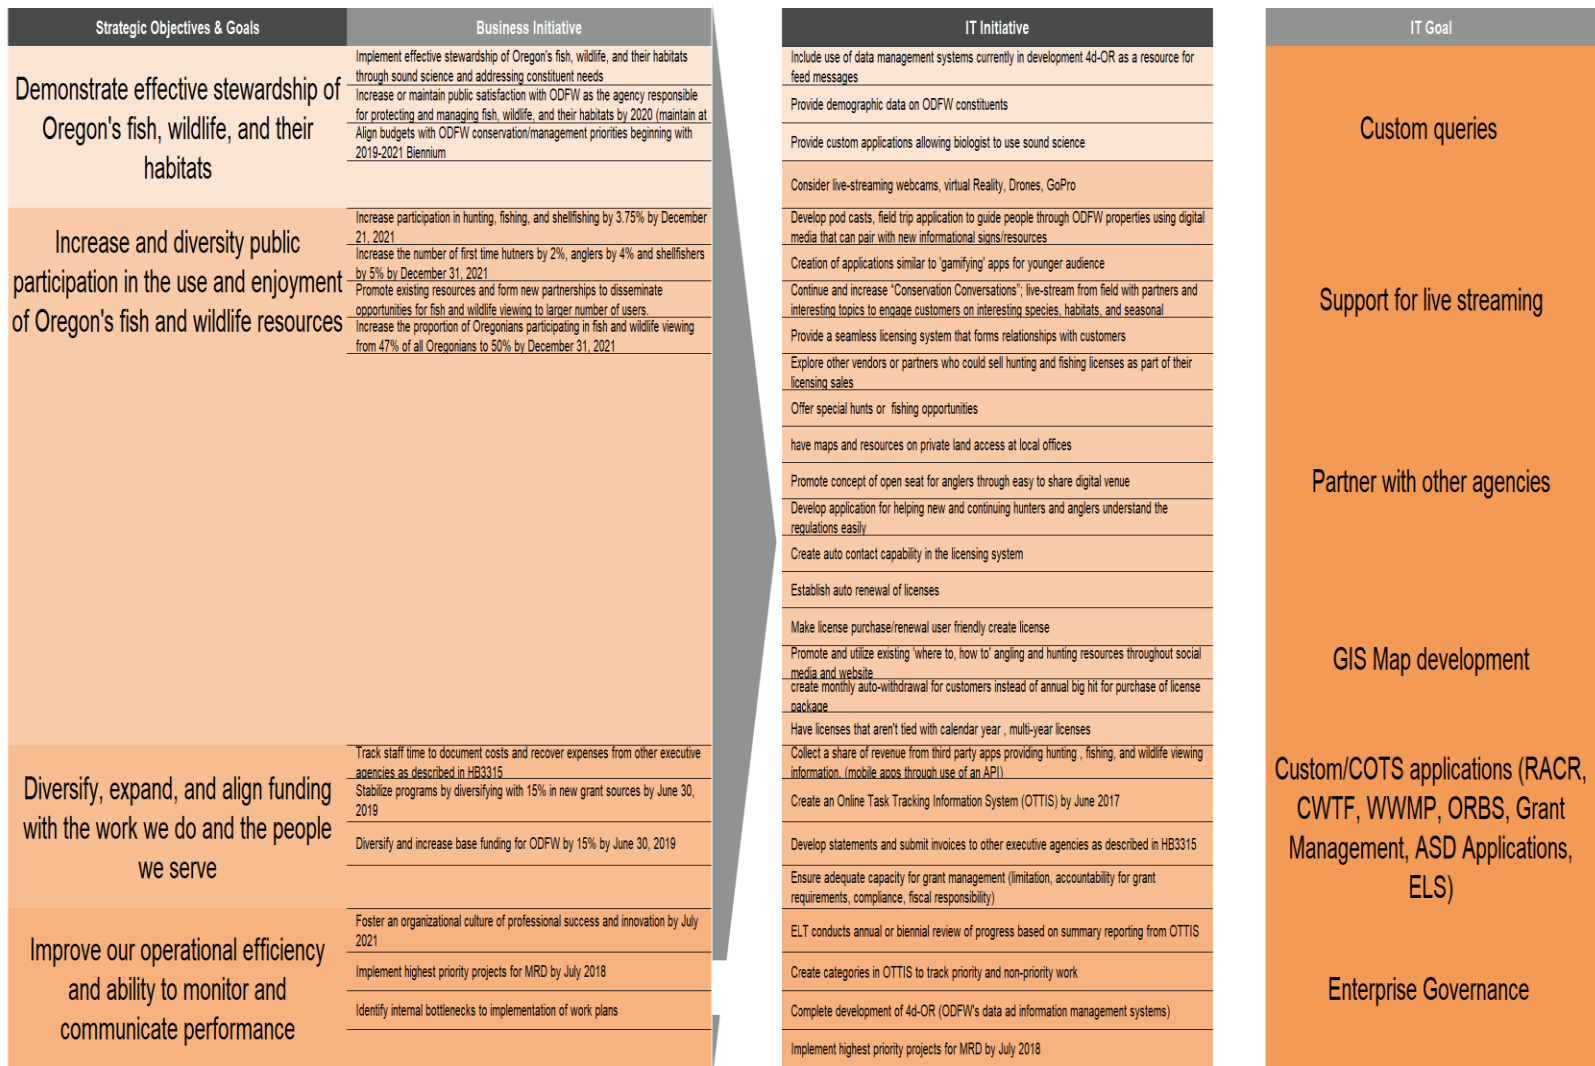 Strategic Objectives & Goals
Business Initiative
IT Initiative
IT Goal
Demonstrate effective stewardship of
Oregon's fish, wildlife, and their
habitats
Implement effective stewardship of Oregon's fish, wildlife, and their habitats
through sound science and addressing constituent needs
Increase or maintain public satisfaction with ODFW as the agency responsible
for protecting and managing fish, wildlife, and their habitats by 2020 (maintain at
Align budgets with ODFW conservation/management priorities beginning with
2019-2021 Biennium
Increase and diversity public
participation in the use and enjoyment
of Oregon's fish and wildlife resources
Increase participation in hunting, fishing, and shellfishing by 3.75% by December
21, 2021
Increase the number of first time hutners by 2%, anglers by 4% and shellfishers
by 5% by December 31, 2021
Promote existing resources and form new partnerships to disseminate
opportunities for fish and wildlife viewing to larger number of users.
Increase the proportion of Oregonians participating in fish and wildlife viewing
from 47% of all Oregonians to 50% by December 31, 2021
Diversify, expand, and align funding
with the work we do and the people
we serve
Track staff time to document costs and recover expenses from other executive
agencies as described in HB3315
Stabilize programs by diversifying with 15% in new grant sources by June 30,
2019
Diversify and increase base funding for ODFW by 15% by June 30, 2019
Improve our operational efficiency
and ability to monitor and
communicate performance
Foster an organizational culture of professional success and innovation by July
2021
Implement highest priority projects for MRD by July 2018
Identify internal bottlenecks to implementation of work plans
Include use of data management systems currently in development 4d-OR as a resource for
feed messages
Provide demographic data on ODFW constituents
Provide custom applications allowing biologist to use sound science
Consider live-streaming webcams, virtual Reality, Drones, GoPro
Develop pod casts, field trip application to guide people through ODFW properties using digital
media that can pair with new informational signs/resources
Creation of applications similar to 'gamifying' apps for younger audience
Continue and increase “Conservation Conversations”; live-stream from field with partners and
interesting topics to engage customers on interesting species, habitats, and seasonal
Provide a seamless licensing system that forms relationships with customers
Explore other vendors or partners who could sell hunting and fishing licenses as part of their
licensing sales
Offer special hunts or fishing opportunities
have maps and resources on private land access at local offices
Promote concept of open seat for anglers through easy to share digital venue
Develop application for helping new and continuing hunters and anglers understand the
regulations easily
Create auto contact capability in the licensing system
Establish auto renewal of licenses
Make license purchase/renewal user friendly create license
Promote and utilize existing 'where to, how to' angling and hunting resources throughout social
media and website
create monthly auto-withdrawal for customers instead of annual big hit for purchase of license
package
Have licenses that aren't tied with calendar year , multi-year licenses
Collect a share of revenue from third party apps providing hunting , fishing, and wildlife viewing
information. (mobile apps through use of an API)
Create an Online Task Tracking Information System (OTTIS) by June 2017
Develop statements and submit invoices to other executive agencies as described in HB3315
Ensure adequate capacity for grant management (limitation, accountability for grant
requirements, compliance, fiscal responsibility)
ELT conducts annual or biennial review of progress based on summary reporting from OTTIS
Create categories in OTTIS to track priority and non-priority work
Complete development of 4d-OR (ODFW's data ad information management systems)
Implement highest priority projects for MRD by July 2018
Custom queries
Support for live streaming
Partner with other agencies
GIS Map development
Custom/COTS applications (RACR,
CWTF, WWMP, ORBS, Grant
Management, ASD Applications,
ELS)
Enterprise Governance